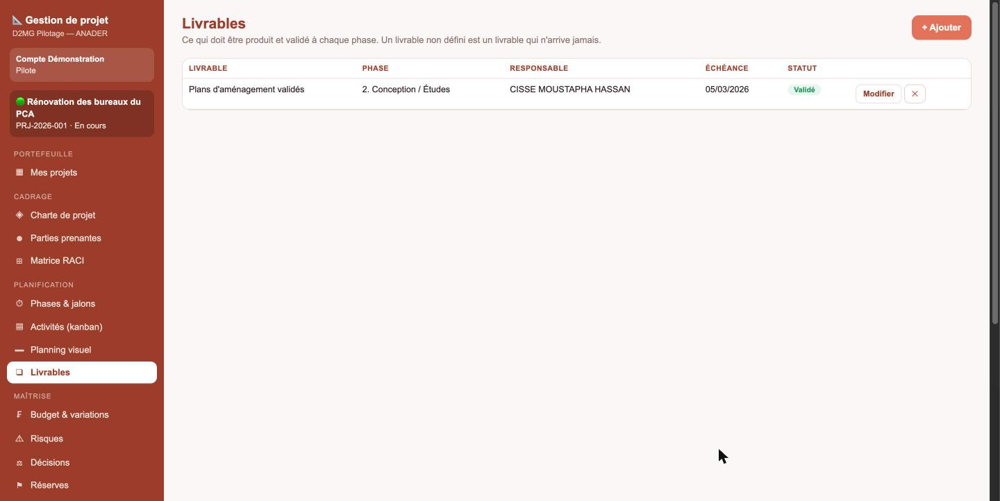 Gestion de projet
D2MG Pilotage — ANADER
Compte Démonstration
Pilote
Rénovation des bureaux du
PCA
PRJ-2026-001 · En cours
PORTEFEUILLE
Mes projets
CADRAGE
Charte de projet
Parties prenantes
Matrice RACI
PLANIFICATION
Phases & jalons
Activités (kanban)
Planning visuel
Livrables
MAÎTRISE
Budget & variations
Risques
Décisions
Réserves
Livrables
Ce qui doit être produit et validé à chaque phase. Un livrable non défini est un livrable qui n'arrive jamais.
+ Ajouter
LIVRABLE PHASE RESPONSABLE ÉCHÉANCE STATUT
Plans d'aménagement validés 2. Conception / Études CISSE MOUSTAPHA HASSAN 05/03/2026 Validé Modifier ✕